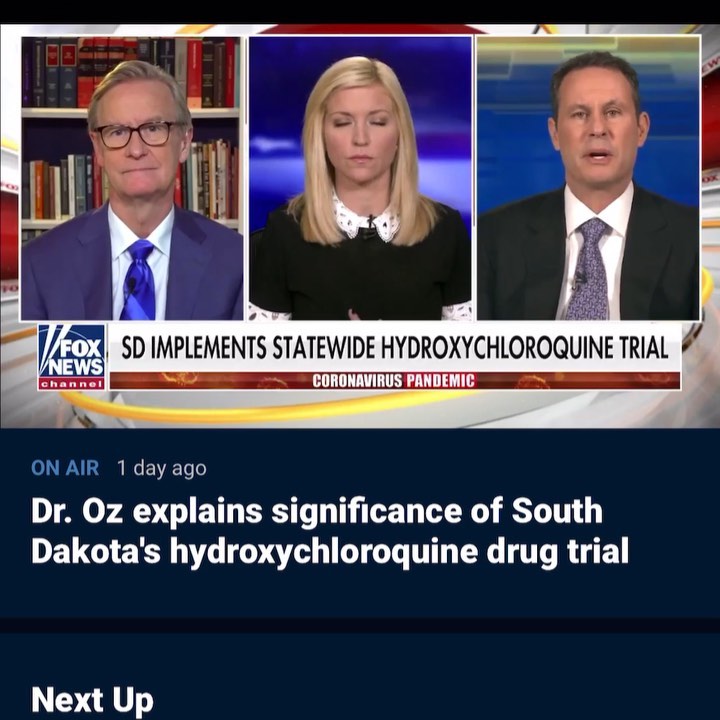 FOX
NEWS
channel
SD IMPLEMENTS STATEWIDE HYDROXYCHLOROQUINE TRIAL
CORONAVIRUS PANDEMIC
ON AIR 1 day ago
Dr. Oz explains significance of South
Dakota's hydroxychloroquine drug trial
Next Up